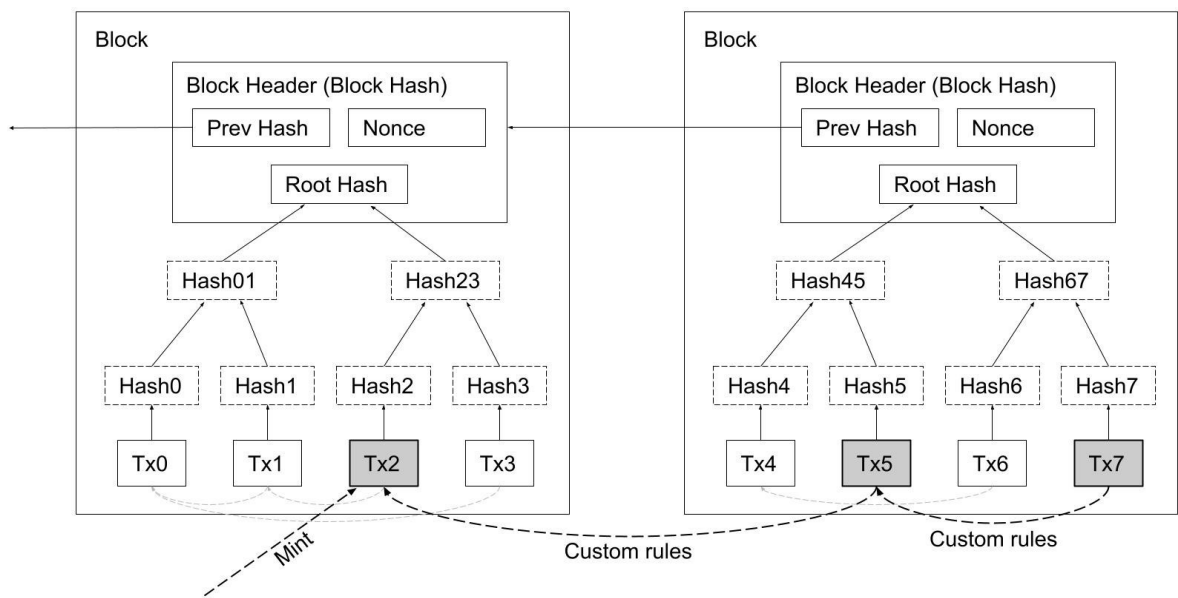 Block
Block
Block Header (Block Hash)
Block Header (Block Hash)
Prev Hash
Nonce
Prev Hash
Nonce
Root Hash
Root Hash
Hash01
Hash23
Hash45
Hash67
Hash0
Hash1
Hash2
Hash3
Hash4
Hash5
Hash6
Hash7
Tx0
Tx1
Tx2
Tx3
Tx4
Tx5
Tx6
Tx7
Mint
Custom rules
Custom rules